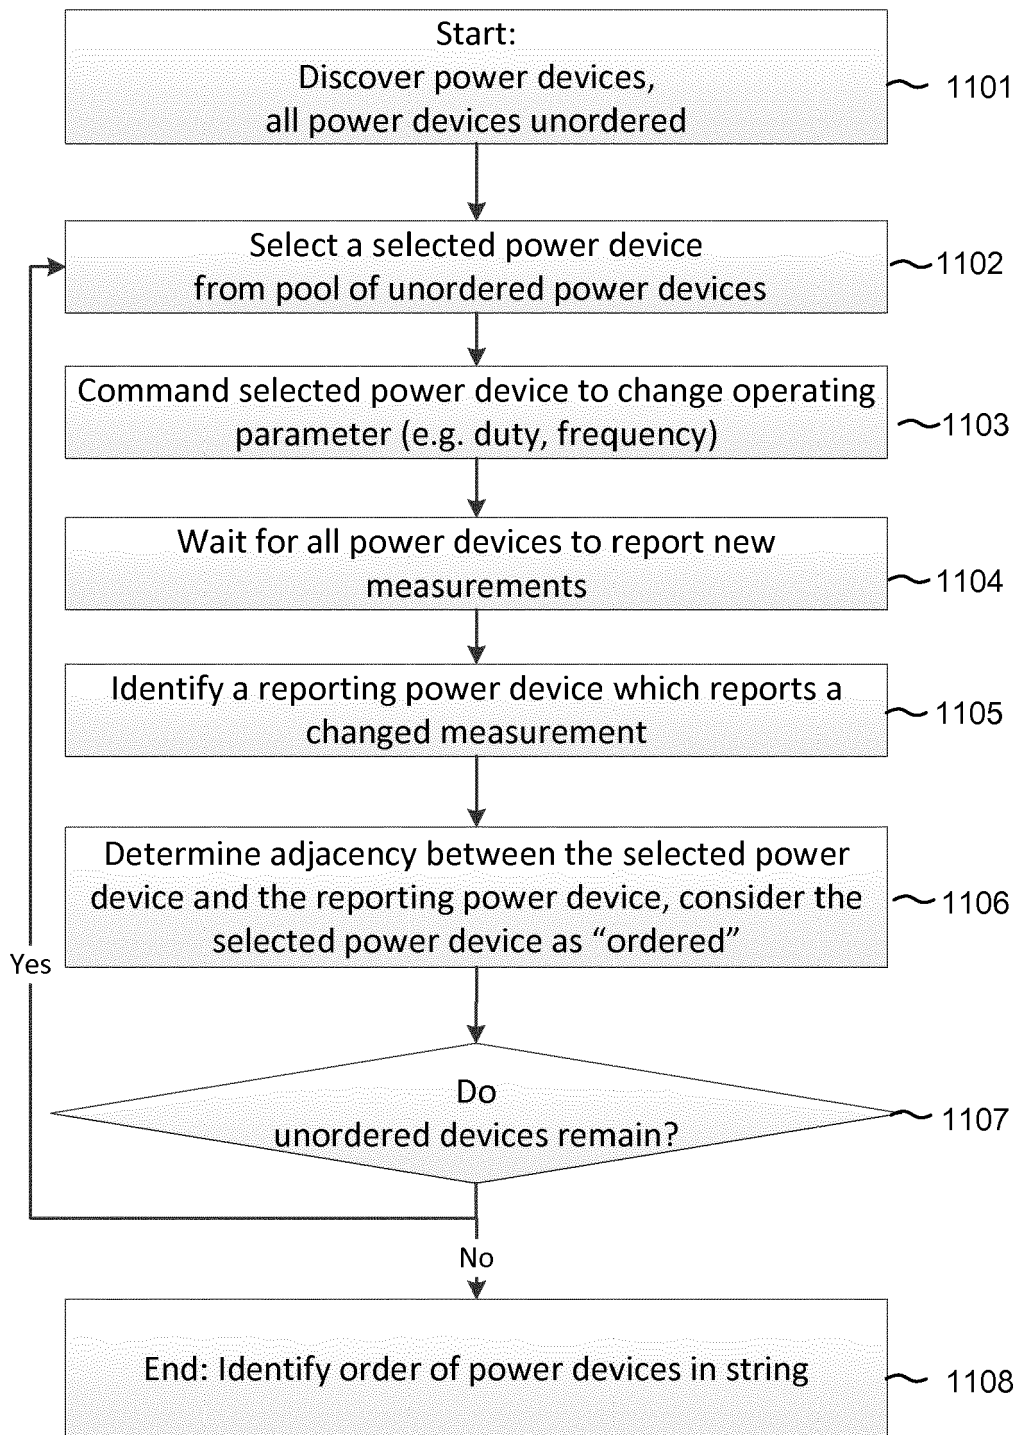 Start:
Discover power devices,
all power devices unordered
1101
Select a selected power device
from pool of unordered power devices
1102
Command selected power device to change operating
parameter (e.g. duty, frequency)
1103
Wait for all power devices to report new
measurements
1104
Identify a reporting power device which reports a
changed measurement
1105
Determine adjacency between the selected power
device and the reporting power device, consider the
selected power device as “ordered”
1106
Yes
Do
unordered devices remain?
1107
No
End: Identify order of power devices in string
1108